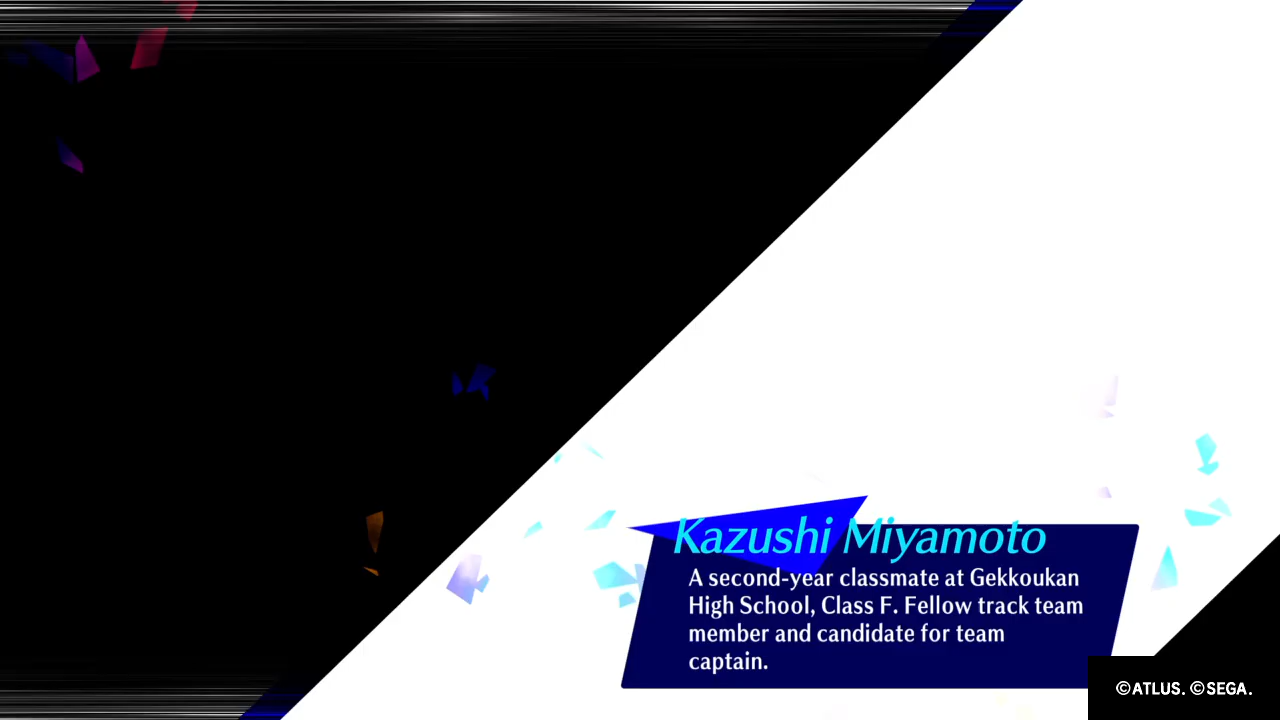 Kazushi Miyamoto
A second-year classmate at Gekkoukan
High School, Class F. Fellow track team
member and candidate for team
captain.
©ATLUS. ©SEGA.